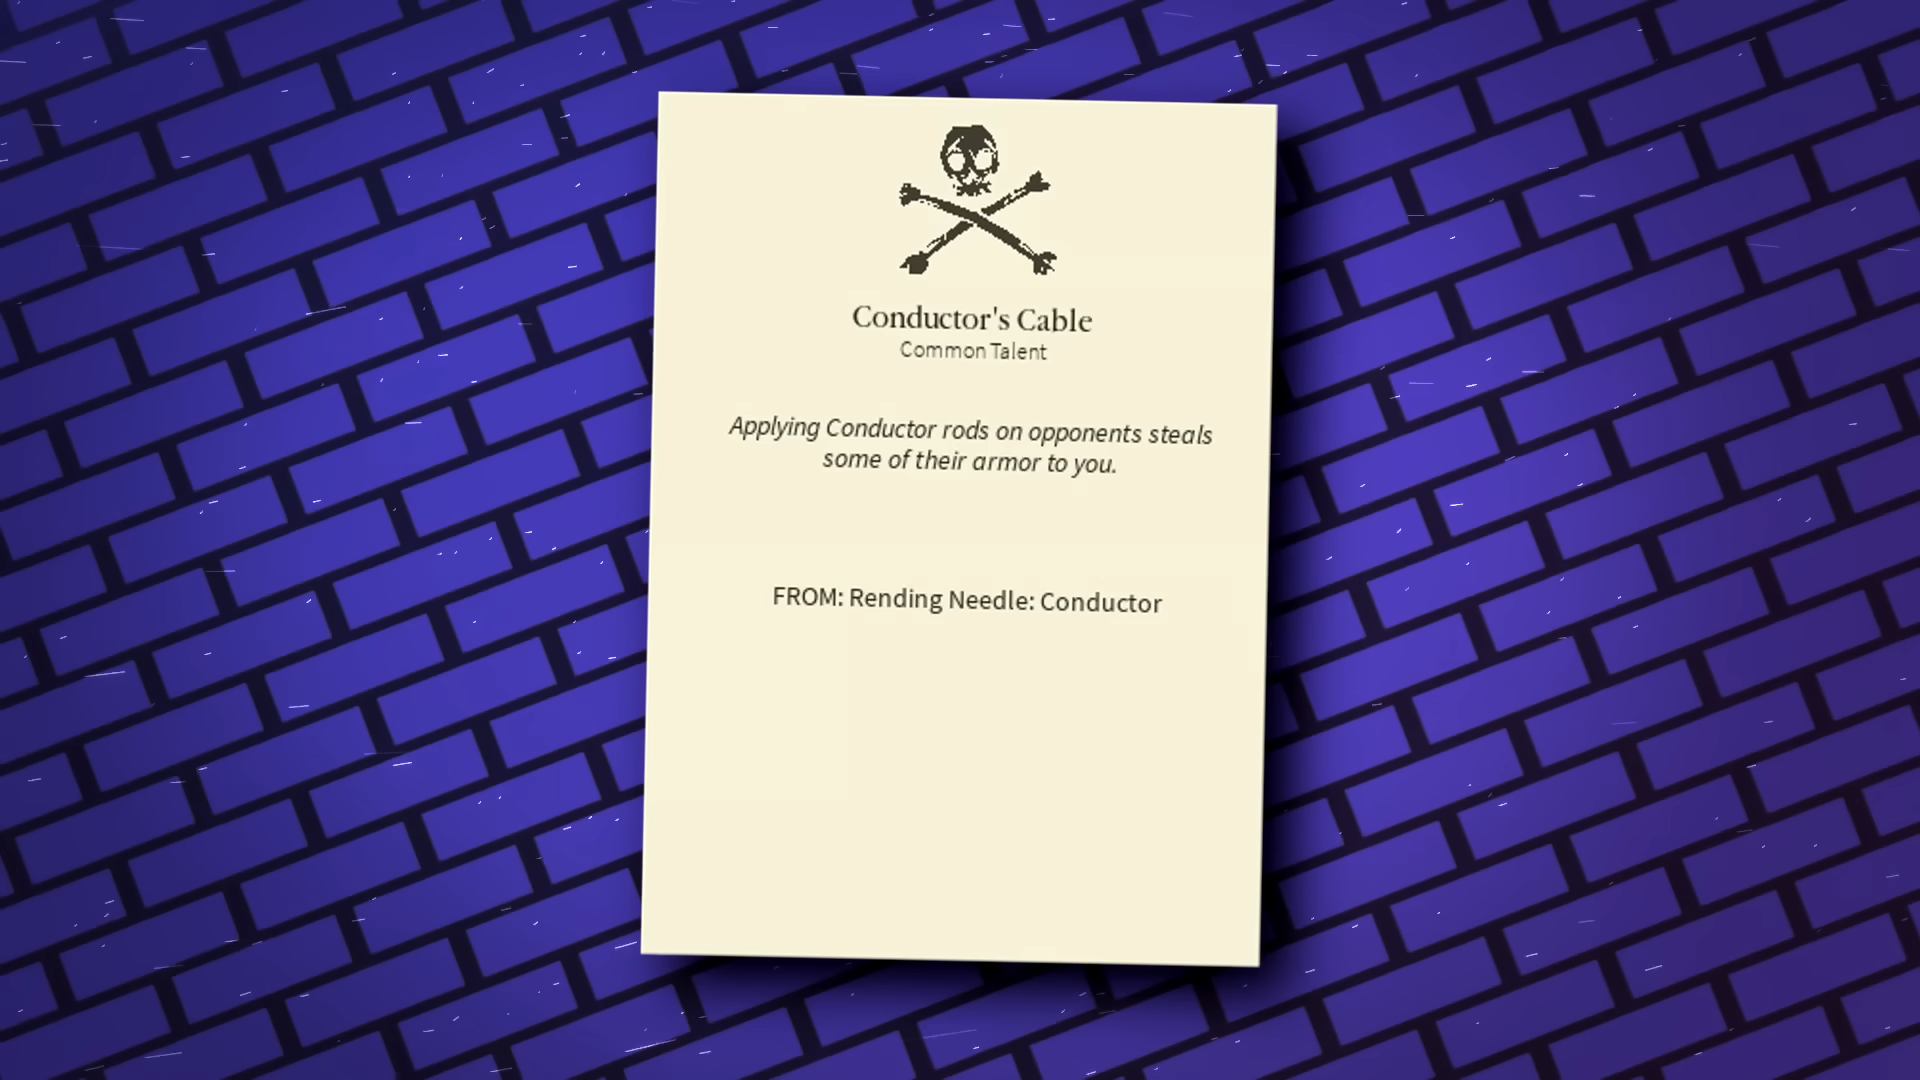 Conductor's Cable
Common Talent
Applying Conductor rods on opponents steals
some of their armor to you.
FROM: Rending Needle: Conductor